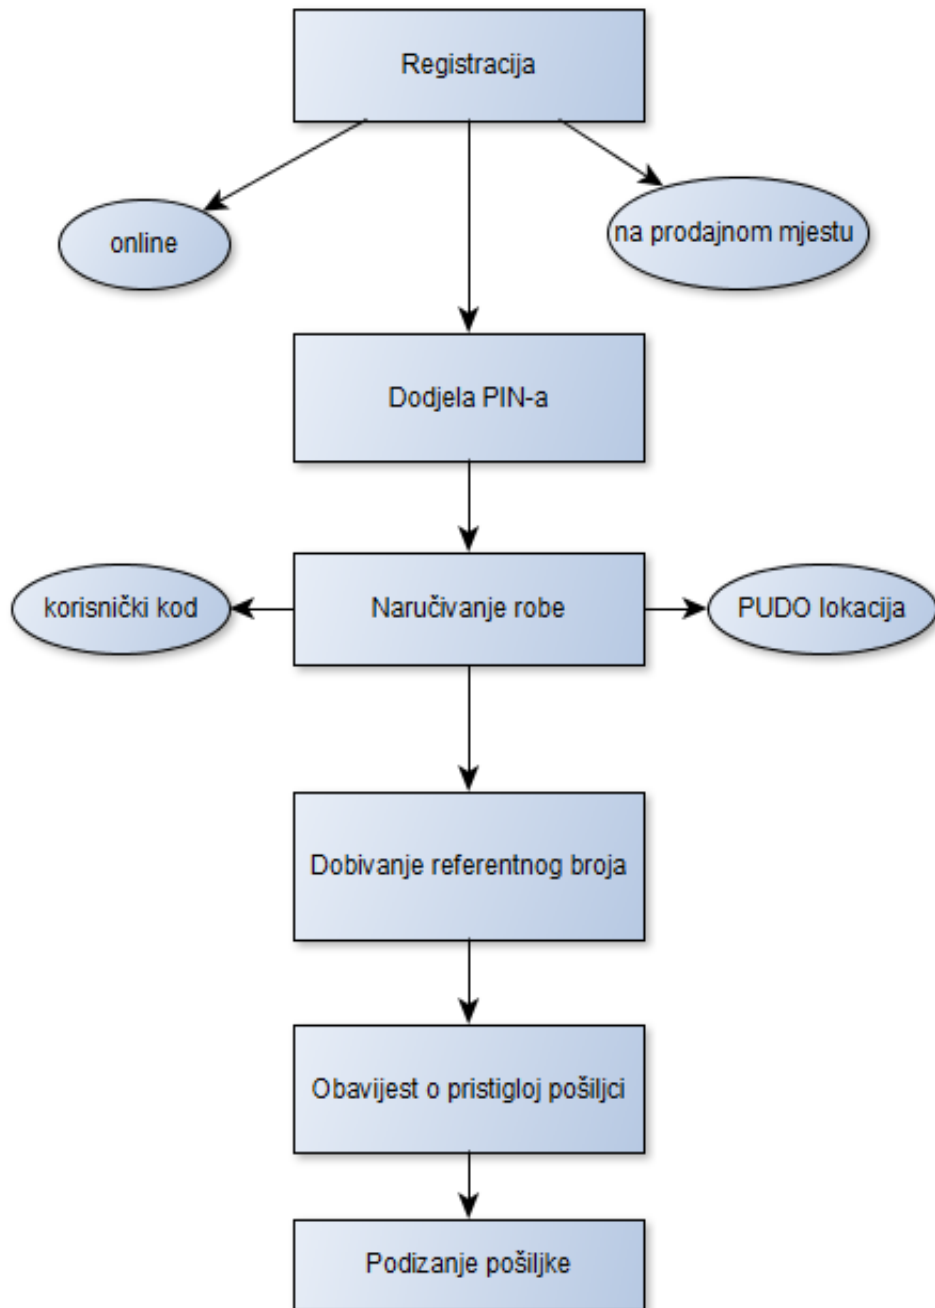 Registracija
online
na prodajnom mjestu
Dodjela PIN-a
korisnički kod
Naručivanje robe
PUDO lokacija
Dobivanje referentnog broja
Obavijest o pristigloj pošiljci
Podizanje pošiljke